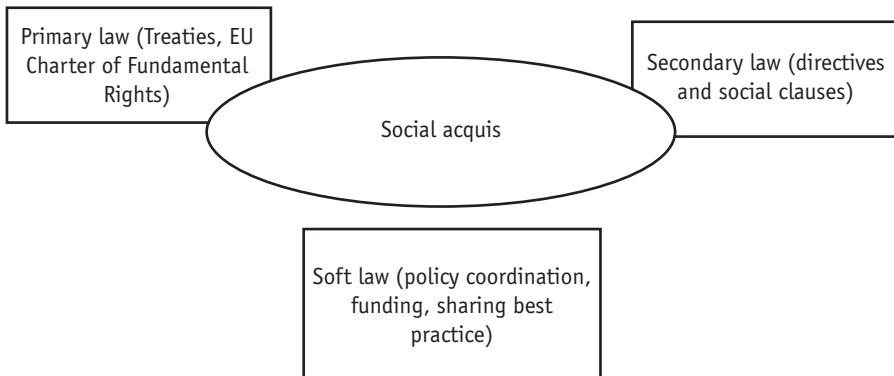 Primary law (Treaties, EU
Charter of Fundamental
Rights)
Secondary law (directives
and social clauses)
Social acquis
Soft law (policy coordination,
funding, sharing best
practice)